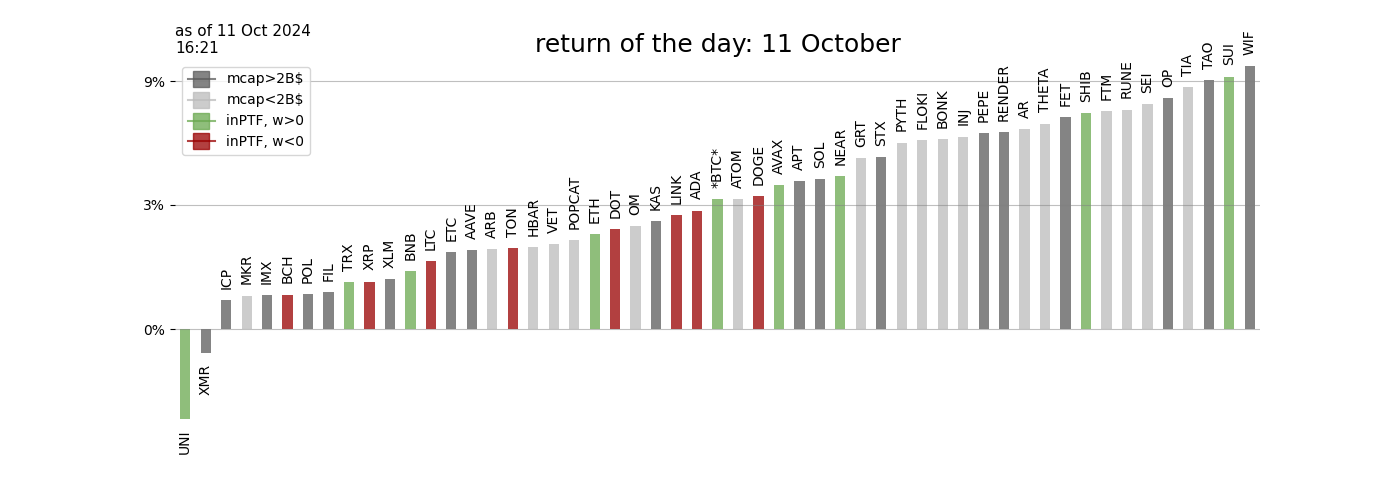 as of 11 Oct 2024
16:21
return of the day: 11 October
mcap>2B$
mcap<2B$
inPTF, w>0
inPTF, w<0
9%
3%
0%
UNI
XMR
ICP
MKR
IMX
BCH
POL
FIL
TRX
XRP
XLM
BNB
LTC
ETC
AAVE
ARB
TON
HBAR
VET
POPCAT
ETH
DOT
OM
KAS
LINK
ADA
*BTC*
ATOM
DOGE
AVAX
APT
SOL
NEAR
GRT
STX
PYTH
FLOKI
BONK
INJ
PEPE
RENDER
AR
THETA
FET
SHIB
FTM
RUNE
SEI
OP
TIA
TAO
SUI
WIF